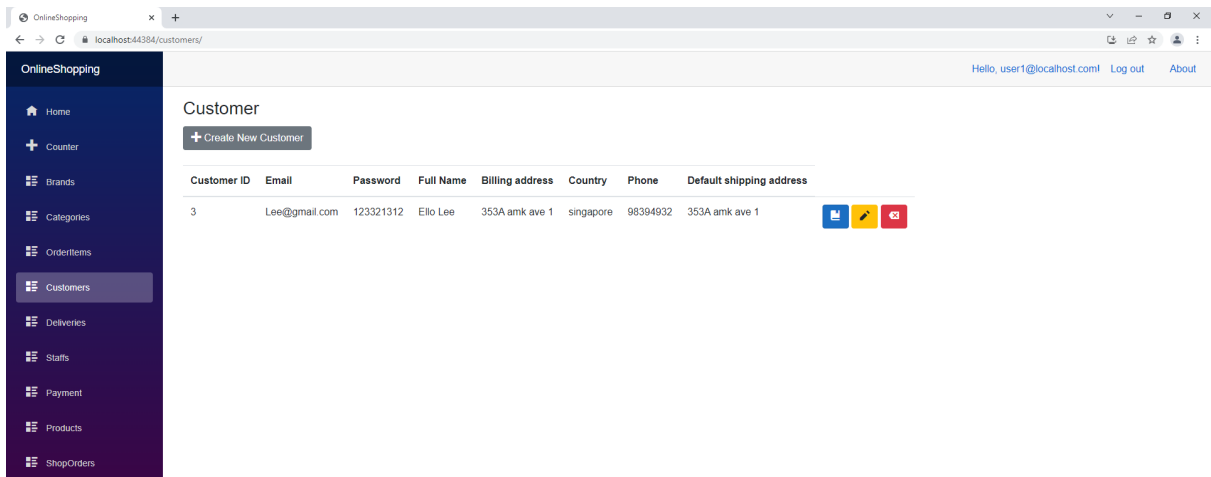 OnlineShopping
localhost:44384/customers/
OnlineShopping
Hello, user1@localhost.com! Log out About
Home
Counter
Brands
Categories
OrderItems
Customers
Deliveries
Staffs
Payment
Products
ShopOrders
Customer
Create New Customer
Customer ID Email Password Full Name Billing address Country Phone Default shipping address
3 Lee@gmail.com 123321312 Ello Lee 353A amk ave 1 singapore 98394932 353A amk ave 1